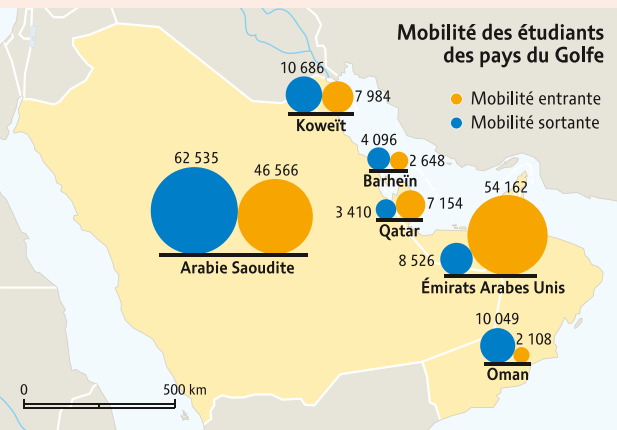 Mobilité des étudiants
des pays du Golfe
Mobilité entrante
Mobilité sortante
10 686
7 984
Koweït
4 096
2 648
Barheïn
62 535
46 566
Arabie Saoudite
3 410
7 154
Qatar
54 162
8 526
Émirats Arabes Unis
10 049
2 108
Oman
0
500 km